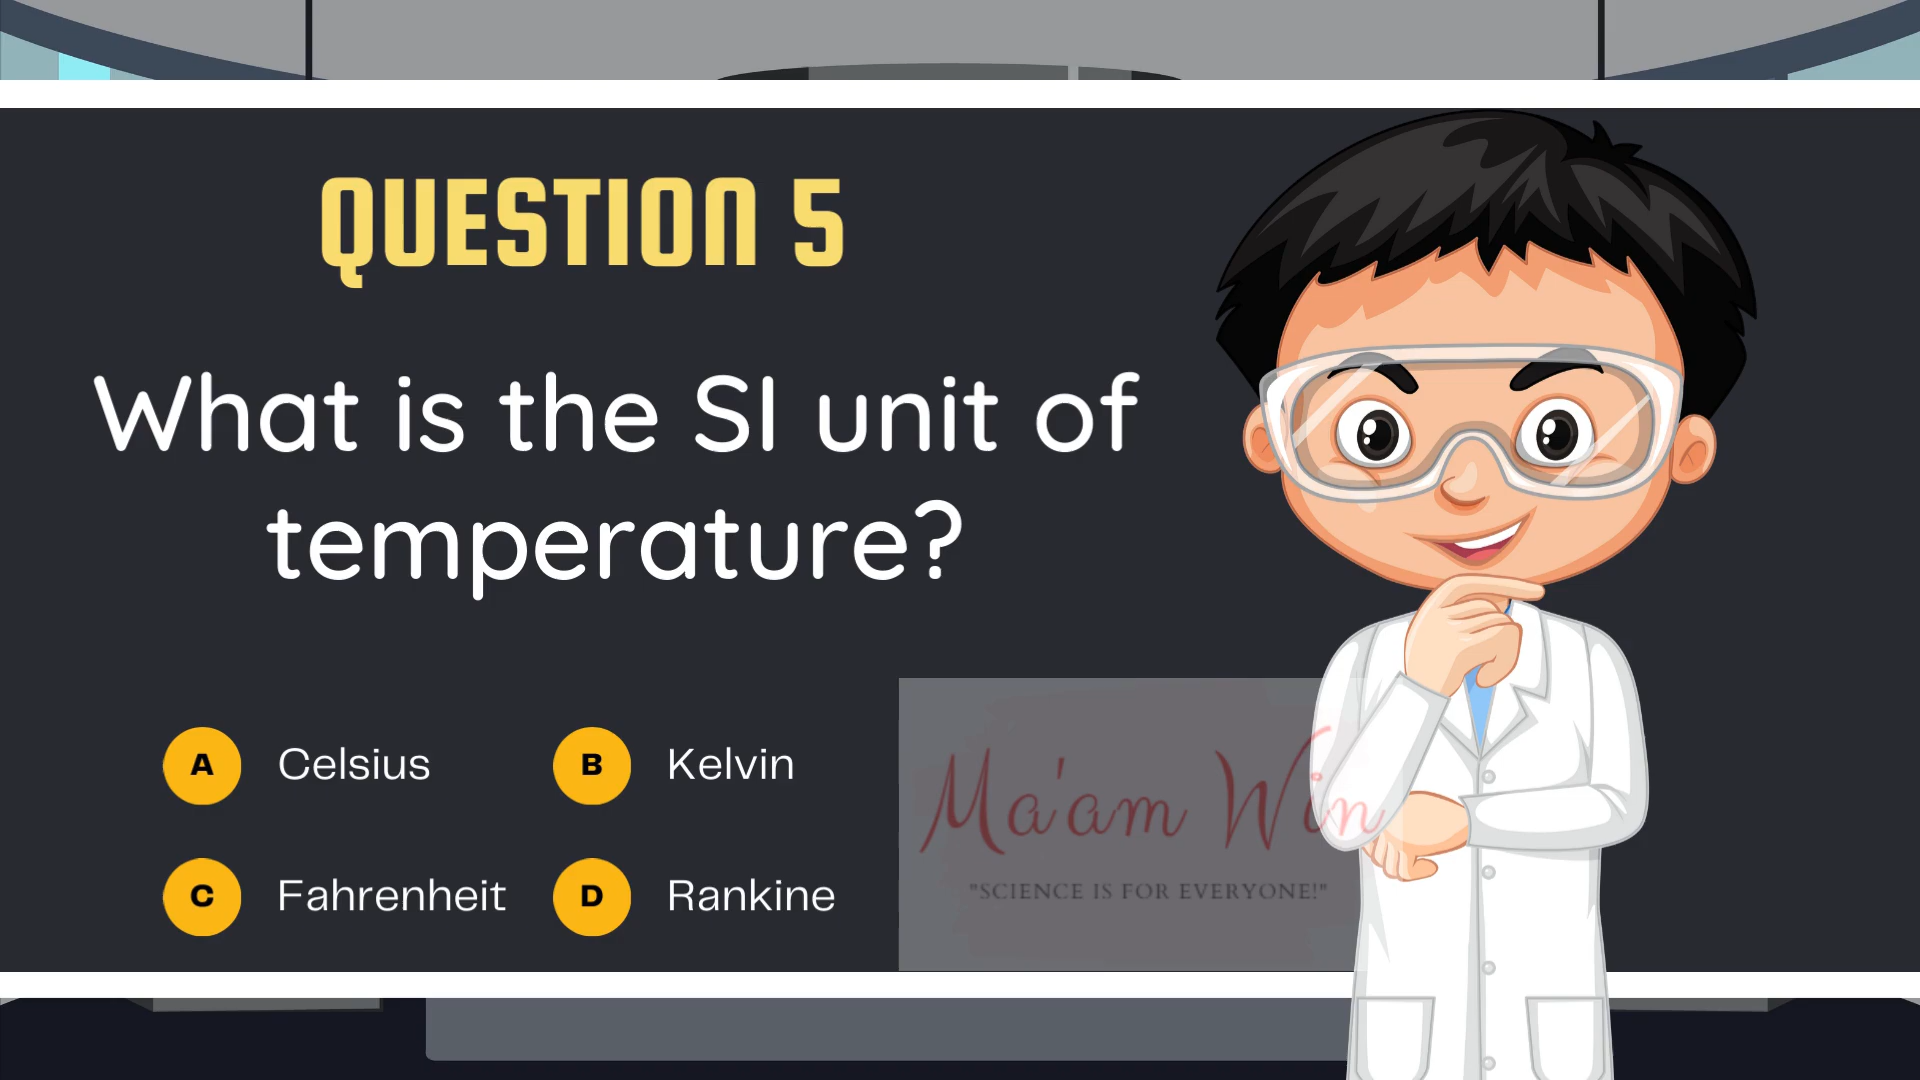 QUESTION 5
What is the SI unit of
temperature?
A Celsius
B Kelvin
C Fahrenheit
D Rankine
Ma'am Win
"SCIENCE IS FOR EVERYONE!"